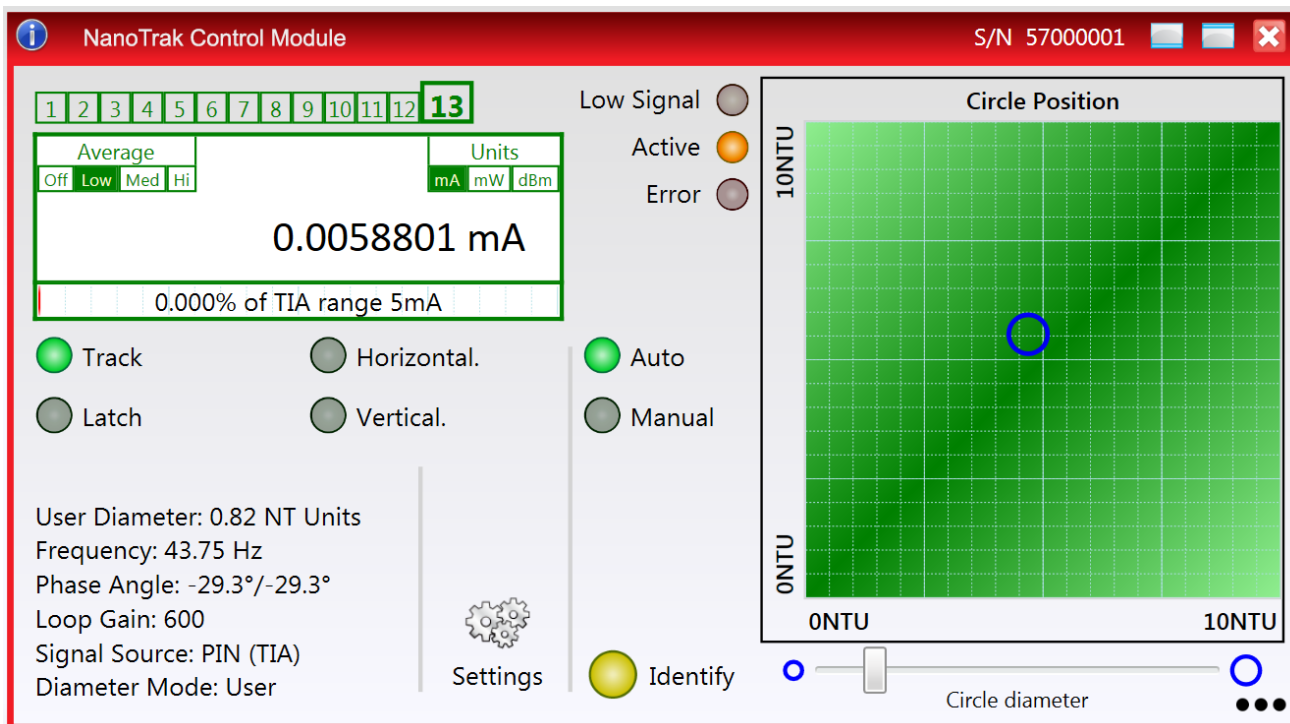 NanoTrak Control Module
S/N 57000001
1 2 3 4 5 6 7 8 9 10 11 12 13
Average
Off Low Med Hi
Units
mA mW dBm
0.0058801 mA
0.000% of TIA range 5mA
Low Signal
Active
Error
Track
Horizontal.
Latch
Vertical.
Auto
Manual
User Diameter: 0.82 NT Units
Frequency: 43.75 Hz
Phase Angle: -29.3°/-29.3°
Loop Gain: 600
Signal Source: PIN (TIA)
Diameter Mode: User
Settings
Identify
Circle Position
10NTU
0NTU
0NTU 10NTU
Circle diameter